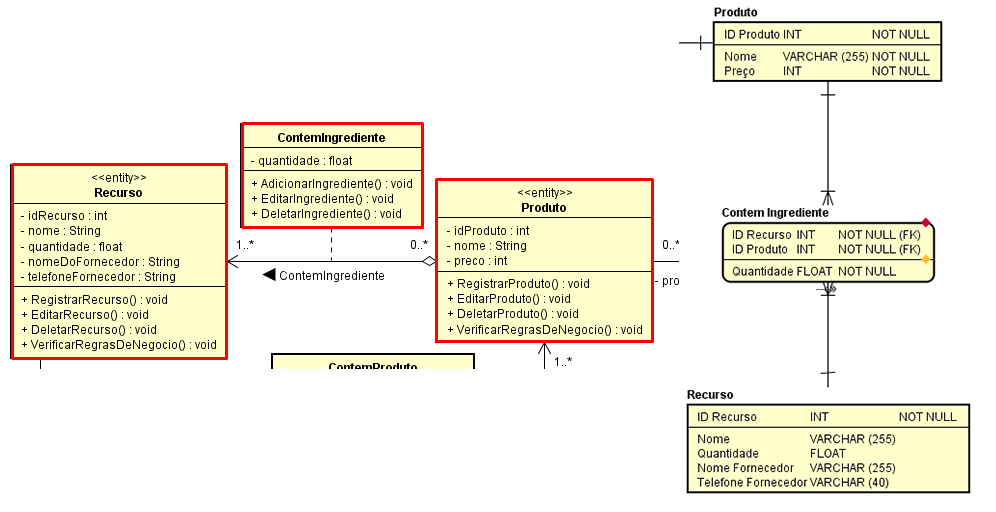 ContemIngrediente
- quantidade : float
+ AdicionarIngrediente() : void
+ EditarIngrediente() : void
+ DeletarIngrediente() : void
<<entity>>
Recurso
- idRecurso : int
- nome : String
- quantidade : float
- nomeDoFornecedor : String
- telefoneFornecedor : String
+ RegistrarRecurso() : void
+ EditarRecurso() : void
+ DeletarRecurso() : void
+ VerificarRegrasDeNegocio() : void
1..*
0..*
ContemIngrediente
<<entity>>
Produto
- idProduto : int
- nome : String
- preco : int
+ RegistrarProduto() : void
+ EditarProduto() : void
+ DeletarProduto() : void
+ VerificarRegrasDeNegocio() : void
0..*
- pro
1..*
ContemProduto
Produto
ID Produto INT NOT NULL
Nome VARCHAR (255) NOT NULL
Preço INT NOT NULL
Contem Ingrediente
ID Recurso INT NOT NULL (FK)
ID Produto INT NOT NULL (FK)
Quantidade FLOAT NOT NULL
Recurso
ID Recurso INT NOT NULL
Nome VARCHAR (255)
Quantidade FLOAT
Nome Fornecedor VARCHAR (255)
Telefone Fornecedor VARCHAR (40)